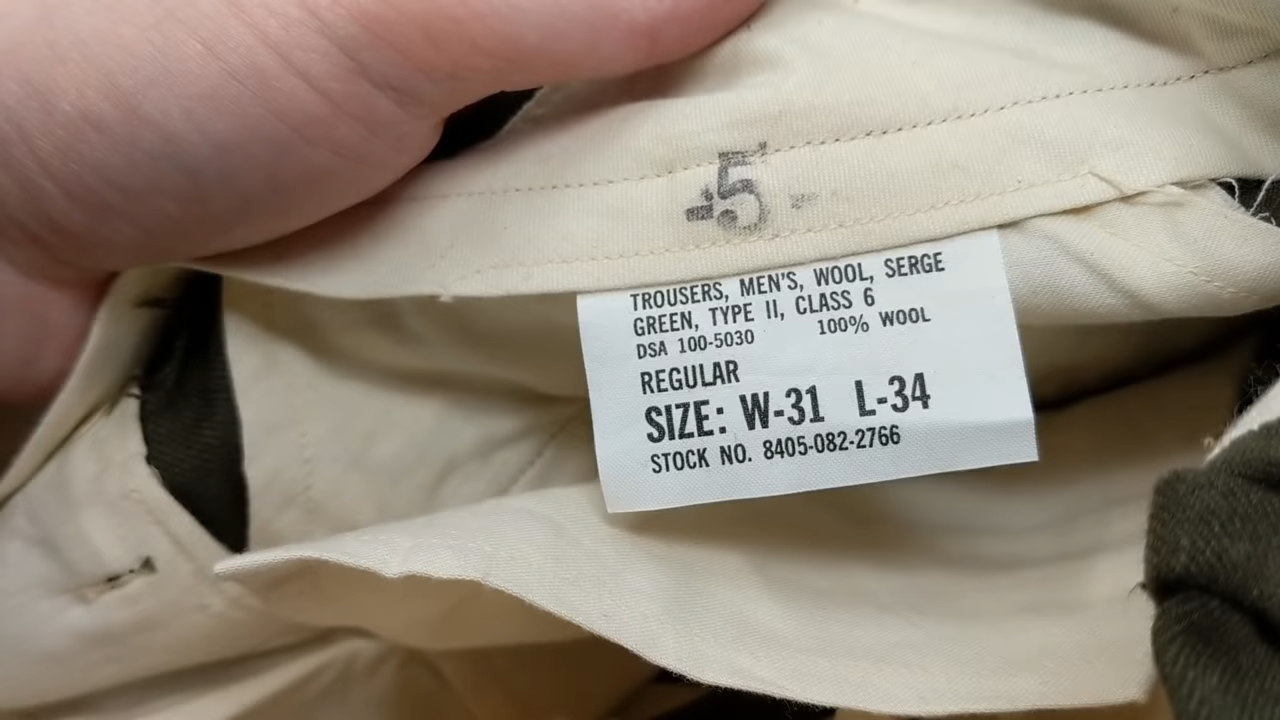 5
TROUSERS, MEN'S, WOOL, SERGE
GREEN, TYPE II, CLASS 6
DSA 100-5030 100% WOOL
REGULAR
SIZE: W-31 L-34
STOCK NO. 8405-082-2766